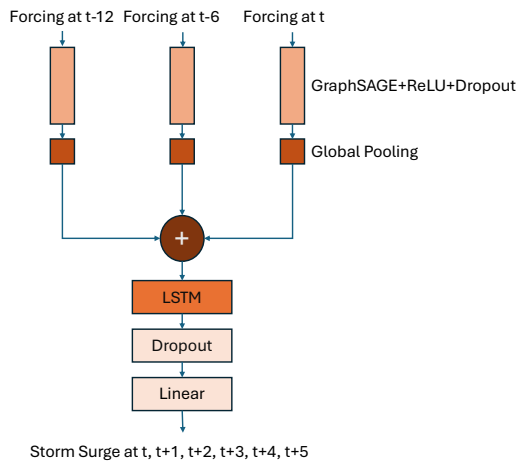 Forcing at t-12
Forcing at t-6
Forcing at t
GraphSAGE+ReLU+Dropout
Global Pooling
+
LSTM
Dropout
Linear
Storm Surge at t, t+1, t+2, t+3, t+4, t+5